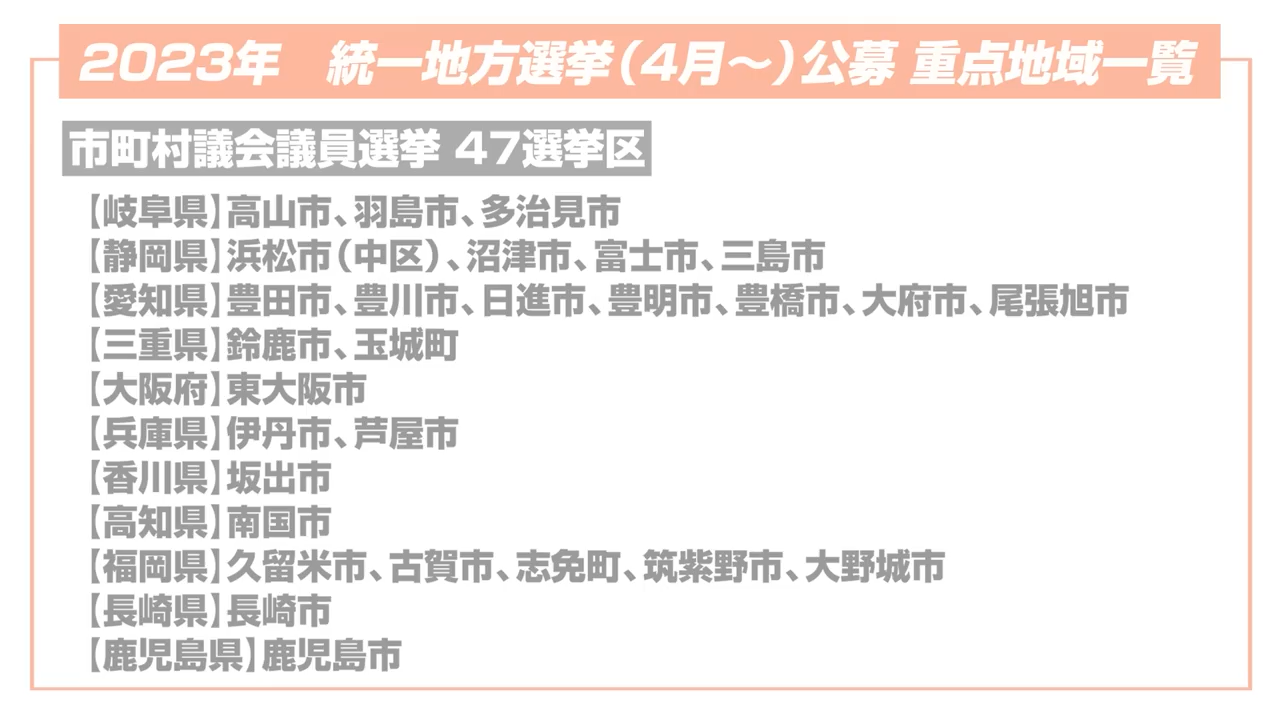 2023年　統一地方選挙（4月～）公募 重点地域一覧
市町村議会議員選挙 47選挙区
【岐阜県】高山市、羽島市、多治見市
【静岡県】浜松市（中区）、沼津市、富士市、三島市
【愛知県】豊田市、豊川市、日進市、豊明市、豊橋市、大府市、尾張旭市
【三重県】鈴鹿市、玉城町
【大阪府】東大阪市
【兵庫県】伊丹市、芦屋市
【香川県】坂出市
【高知県】南国市
【福岡県】久留米市、古賀市、志免町、筑紫野市、大野城市
【長崎県】長崎市
【鹿児島県】鹿児島市